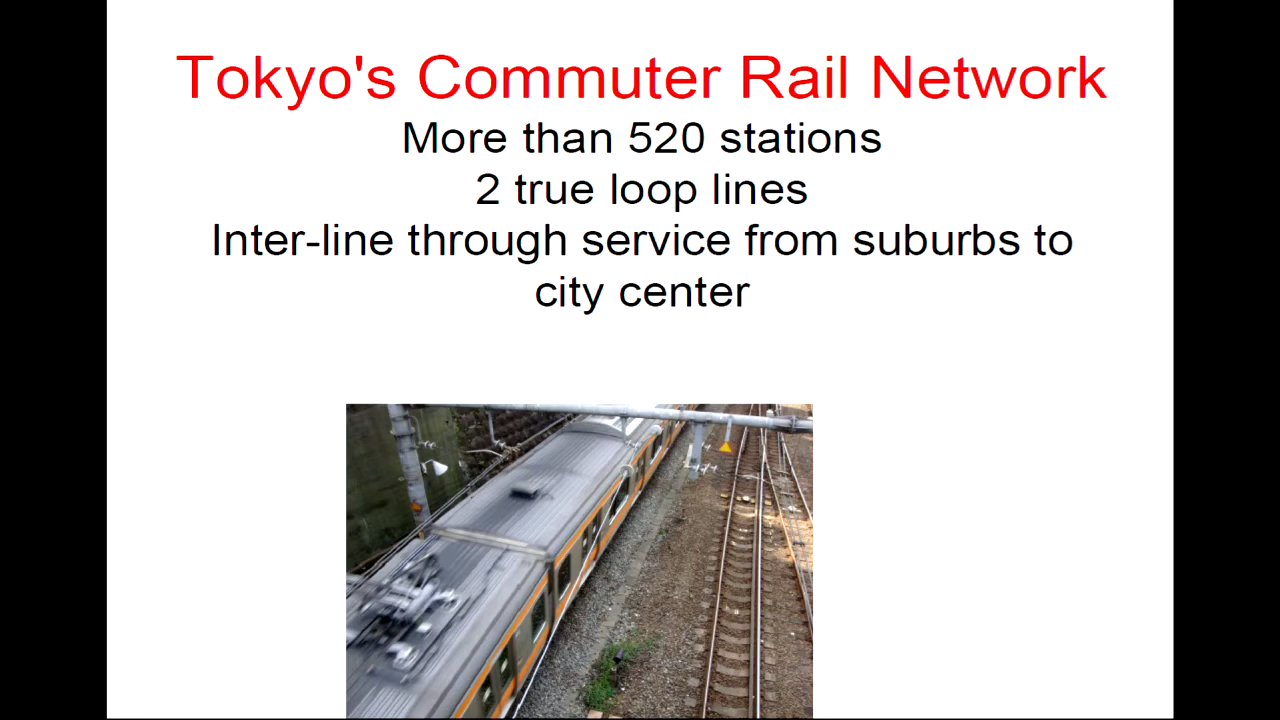 Tokyo's Commuter Rail Network
More than 520 stations
2 true loop lines
Inter-line through service from suburbs to
city center